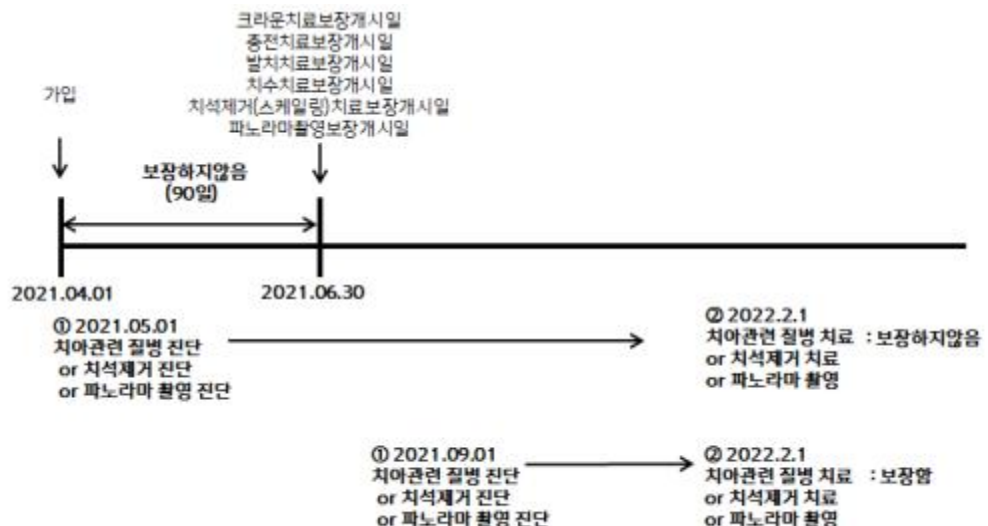 크라운치료보장개시일
충전치료보장개시일
발치치료보장개시일
치수치료보장개시일
치석제거(스케일링)치료보장개시일
파노라마촬영보장개시일
가입
보장하지않음
(90일)
2021.04.01
2021.06.30
① 2021.05.01
치아관련 질병 진단
or 치석제거 진단
or 파노라마 촬영 진단
② 2022.2.1
치아관련 질병 치료 : 보장하지않음
or 치석제거 치료
or 파노라마 촬영
① 2021.09.01
치아관련 질병 진단
or 치석제거 진단
or 파노라마 촬영 진단
② 2022.2.1
치아관련 질병 치료 : 보장함
or 치석제거 치료
or 파노라마 촬영